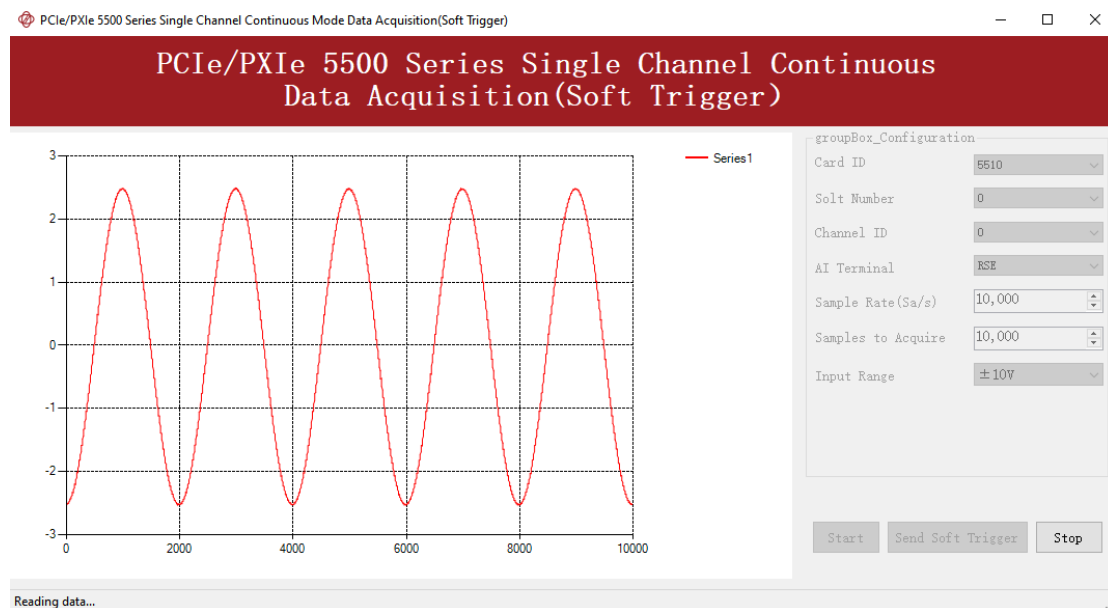 PCIe/PXIe 5500 Series Single Channel Continuous Mode Data Acquisition(Soft Trigger)
PCIe/PXIe 5500 Series Single Channel Continuous
Data Acquisition(Soft Trigger)
3
2
1
0
-1
-2
-3
0 2000 4000 6000 8000 10000
Series1
groupBox_Configuration
Card ID 5510
Solt Number 0
Channel ID 0
AI Terminal RSE
Sample Rate(Sa/s) 10,000
Samples to Acquire 10,000
Input Range ±10V
Start Send Soft Trigger Stop
Reading data...